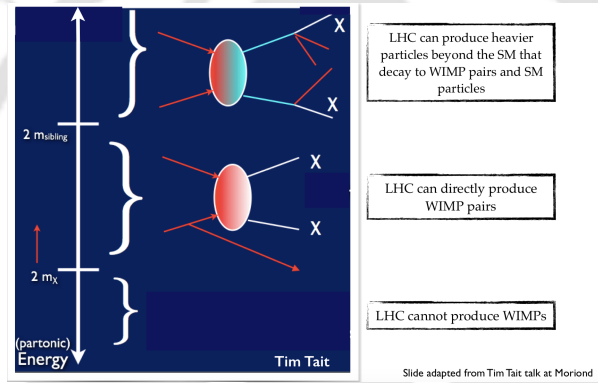 X
LHC can produce heavier
particles beyond the SM that
decay to WIMP pairs and SM
particles
X
2 msibling
X
LHC can directly produce
WIMP pairs
X
2 mX
LHC cannot produce WIMPs
(partonic)
Energy
Tim Tait
Slide adapted from Tim Tait talk at Moriond